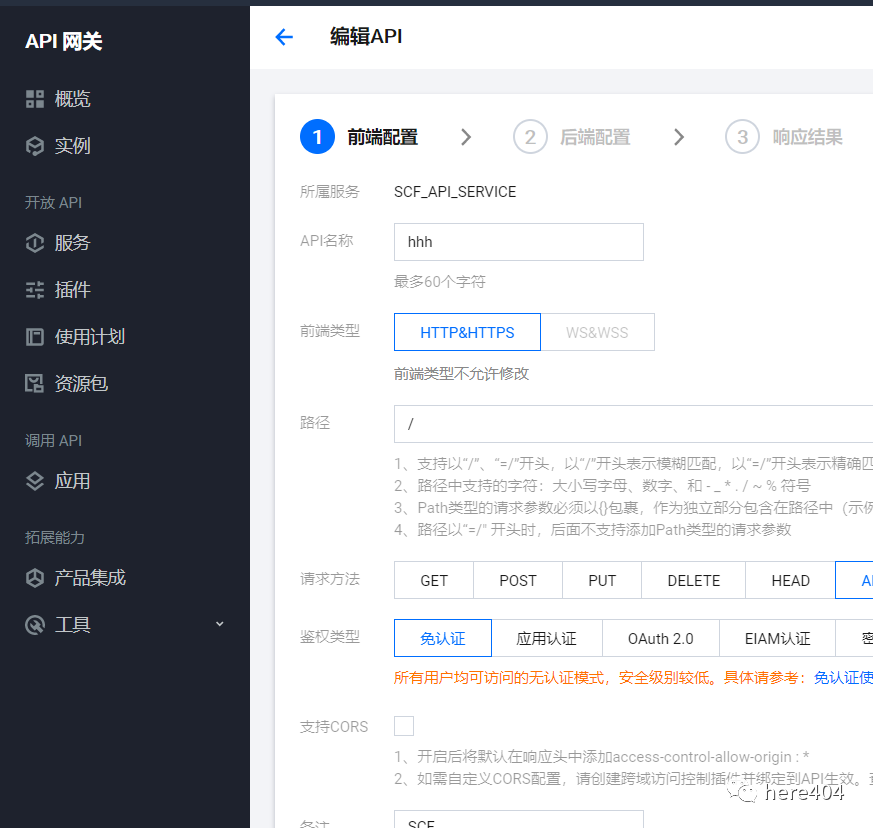 API 网关
概览
实例
开放 API
服务
插件
使用计划
资源包
调用 API
应用
拓展能力
产品集成
工具
编辑API
1 前端配置 2 后端配置 3 响应结果
所属服务 SCF_API_SERVICE
API名称 hhh
最多60个字符
前端类型 HTTP&HTTPS WS&WSS
前端类型不允许修改
路径 /
1、支持以“/”、“=/”开头，以“/”开头表示模糊匹配，以“=/”开头表示精确匹
2、路径中支持的字符：大小写字母、数字、和 - _ * . / ~ % 符号
3、Path类型的请求参数必须以{}包裹，作为独立部分包含在路径中（示例
4、路径以“=/" 开头时，后面不支持添加Path类型的请求参数
请求方法 GET POST PUT DELETE HEAD
鉴权类型 免认证 应用认证 OAuth 2.0 EIAM认证 密
所有用户均可访问的无认证模式，安全级别较低。具体请参考：免认证使
支持CORS
1、开启后将默认在响应头中添加access-control-allow-origin : *
2、如需自定义CORS配置，请创建跨域访问控制插件并绑定到API生效。
here404
备注 SCF